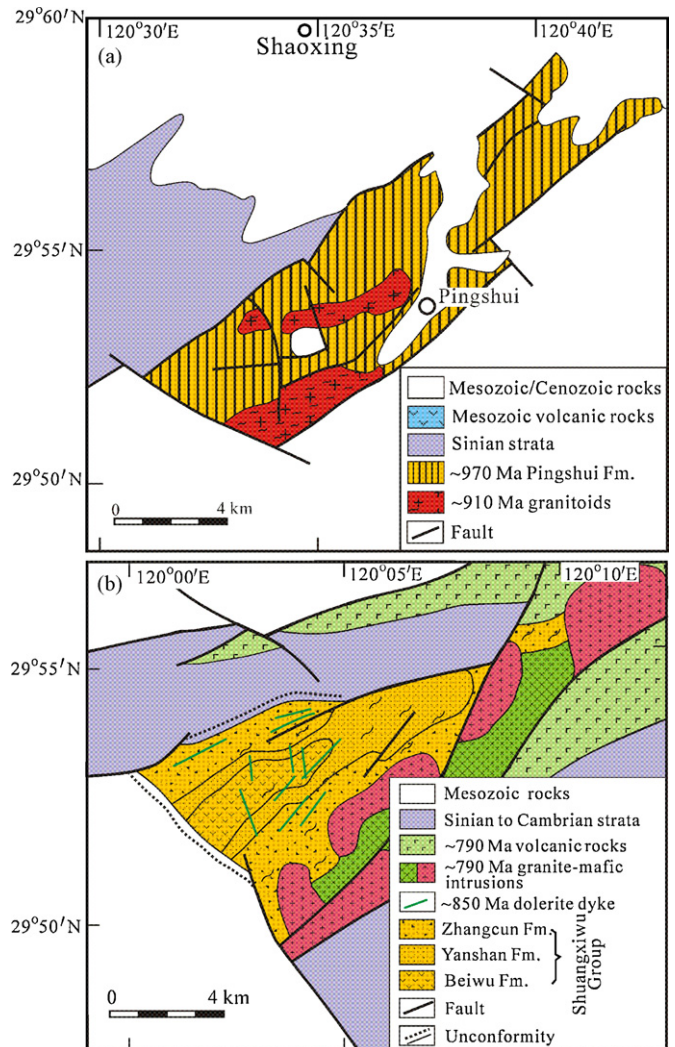 29°60′N
120°30′E
120°35′E
120°40′E
Shaoxing
(a)
29°55′N
Pingshui
Mesozoic/Cenozoic rocks
Mesozoic volcanic rocks
Sinian strata
~970 Ma Pingshui Fm.
~910 Ma granitoids
Fault
29°50′N
0 4 km
(b)
120°00′E
120°05′E
120°10′E
29°55′N
Mesozoic rocks
Sinian to Cambrian strata
~790 Ma volcanic rocks
~790 Ma granite-mafic
intrusions
~850 Ma dolerite dyke
Zhangcun Fm.
Yanshan Fm.
Beiwu Fm.
Shuangxiwu
Group
Fault
Unconformity
29°50′N
0 4 km